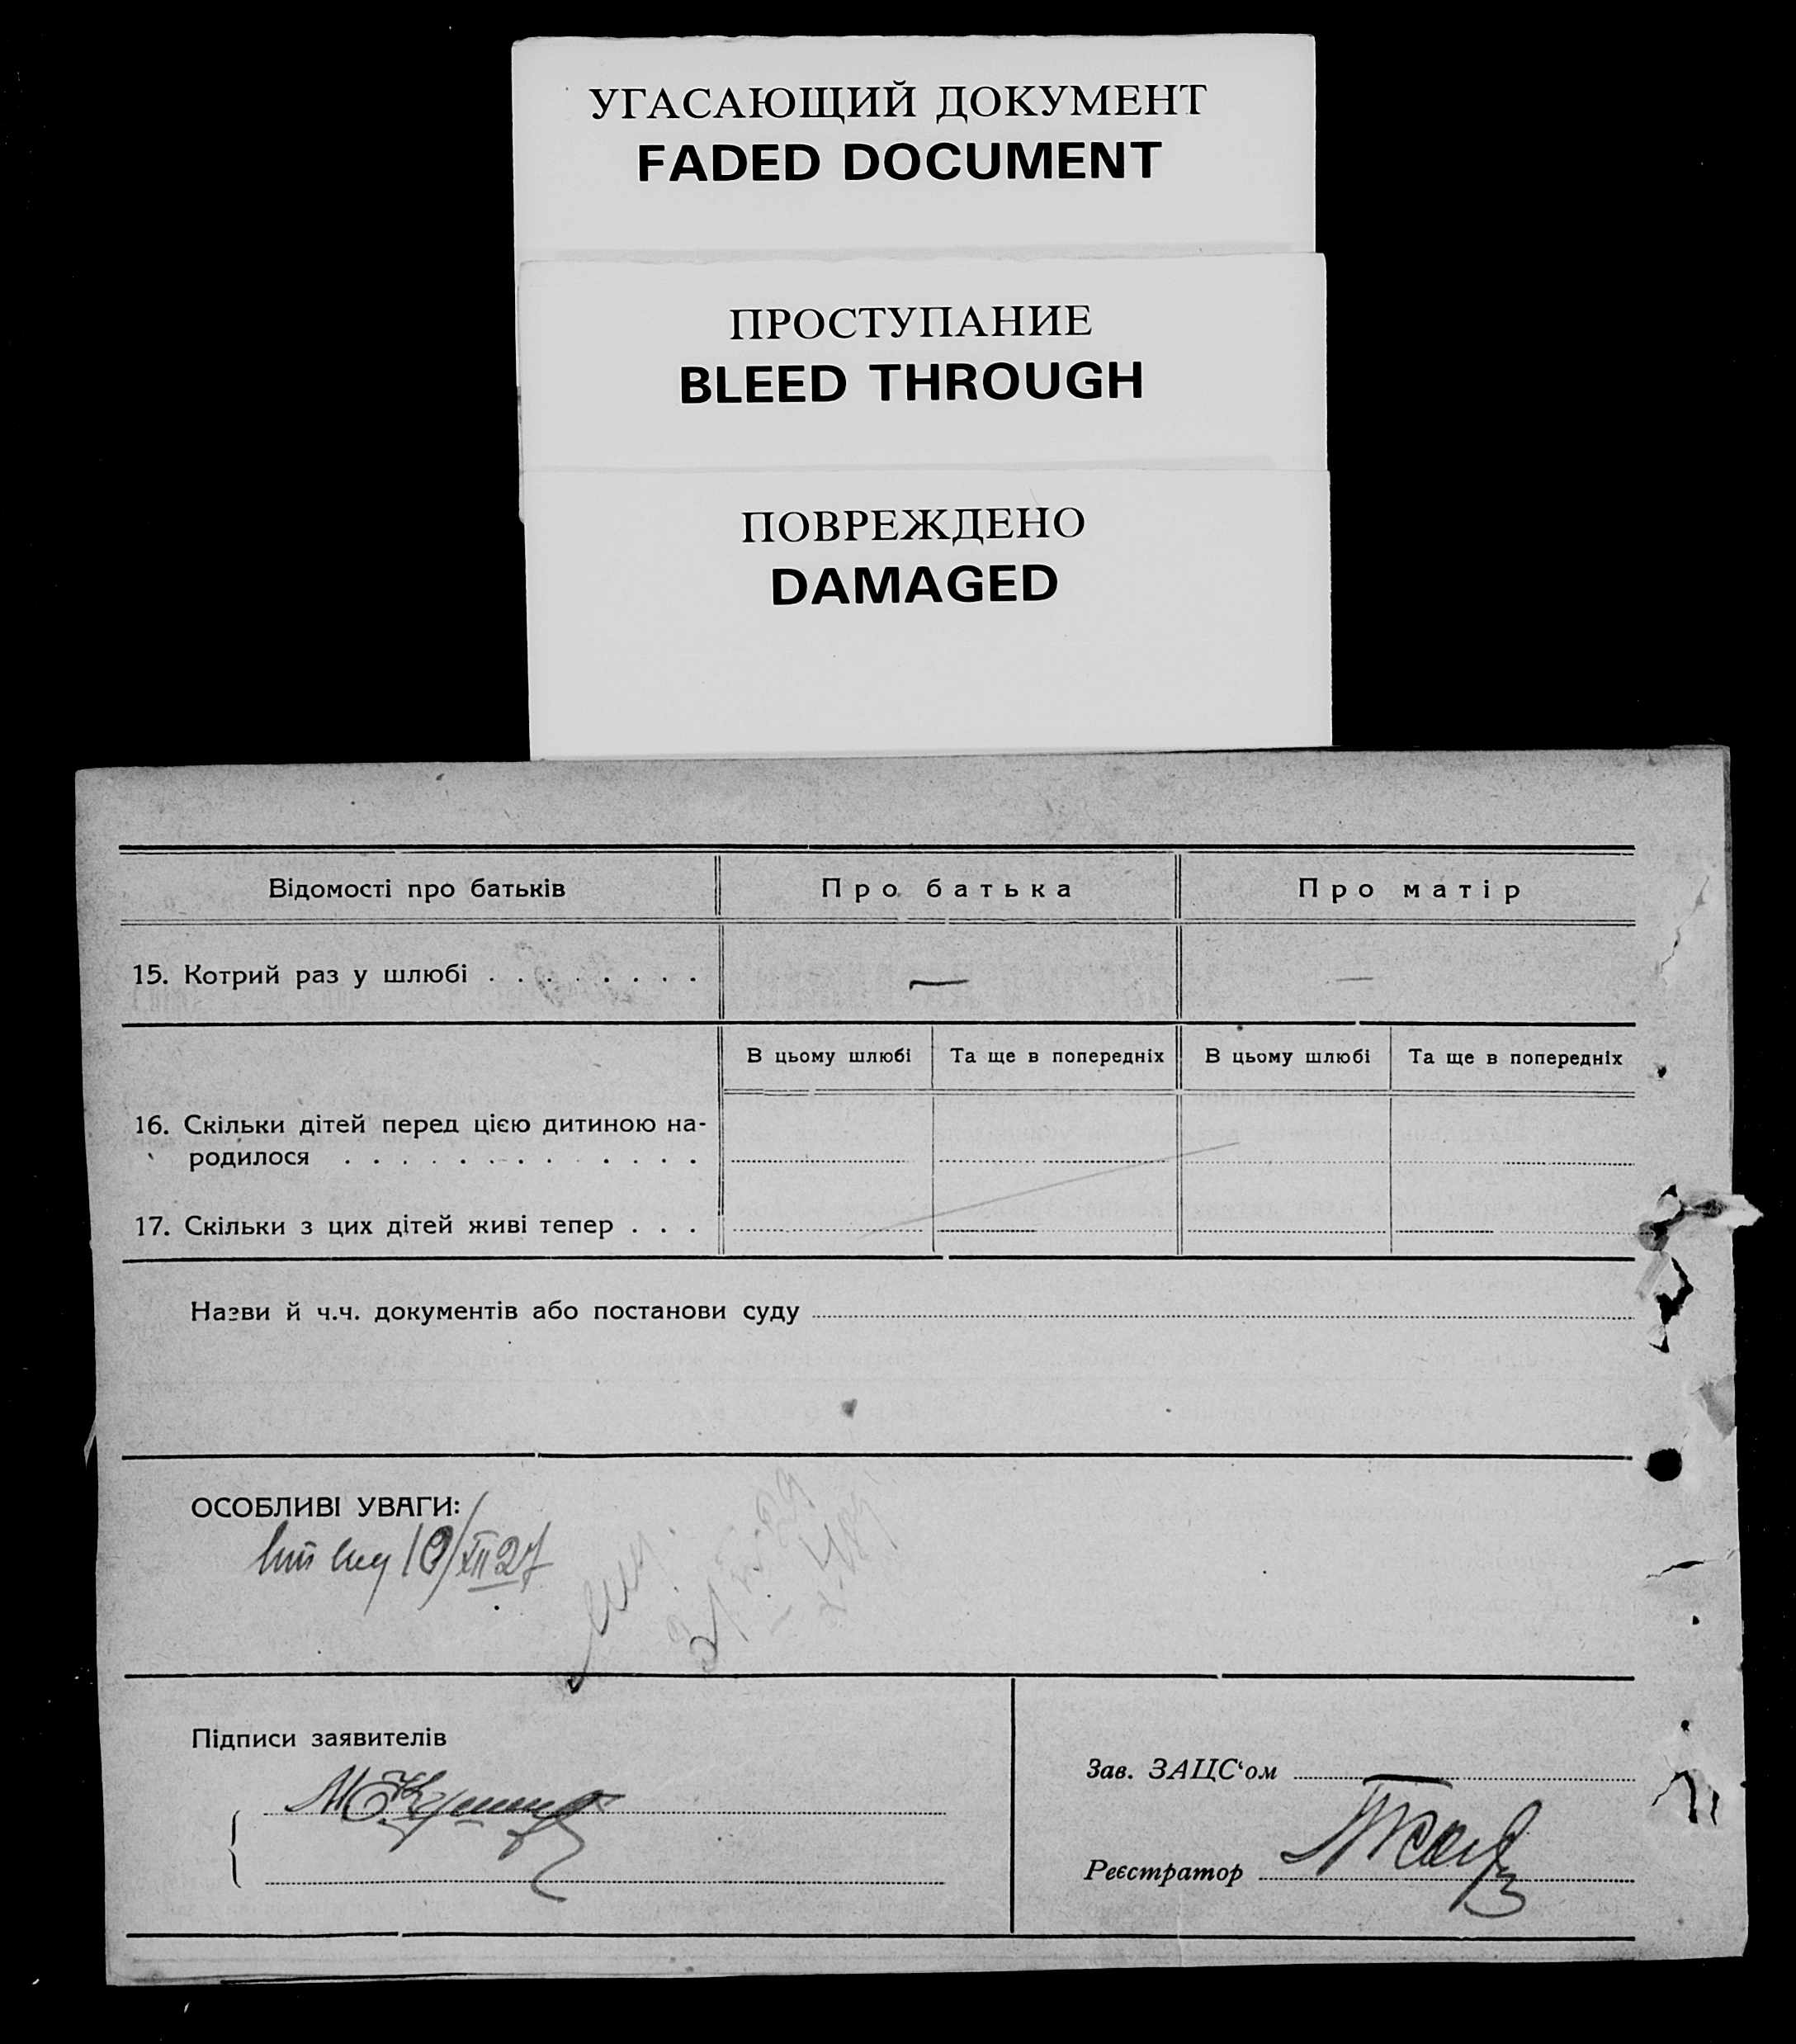 УГАСАЮЩИЙ ДОКУМЕНТ
FADED DOCUMENT
ПРОСТУПАНИЕ
BLEED THROUGH
ПОВРЕЖДЕНО
DAMAGED
Відомості про батьків
Про батька
Про матір
15. Котрий раз у шлюбі . . . . . . . .
—
—
В цьому шлюбі
Та ще в попередніх
В цьому шлюбі
Та ще в попередніх
16. Скільки дітей перед цією дитиною на-
родилося . . . . . . . . . . . . .
17. Скільки з цих дітей живі тепер . . .
Назви й ч.ч. документів або постанови суду
ОСОБЛИВІ УВАГИ:
XII 27
Підписи заявителів
Зав. ЗАЦС‘ом
Реєстратор